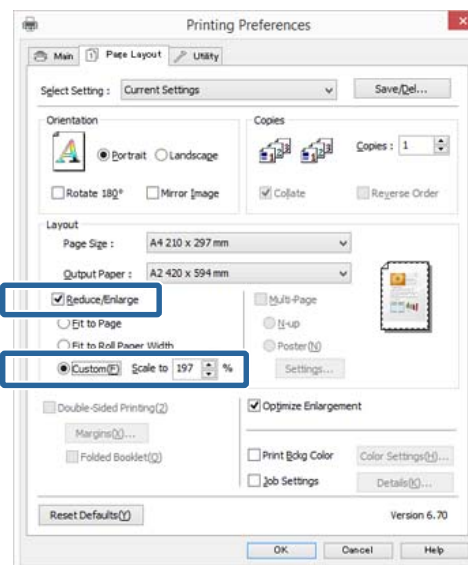 Printing Preferences
Main Page Layout Utility
Select Setting : Current Settings Save/Del...
Orientation Copies
Portrait Landscape Copies : 1
Rotate 180° Mirror Image Collate Reverse Order
Layout
Page Size : A4 210 x 297 mm
Output Paper : A2 420 x 594 mm
Reduce/Enlarge Multi-Page
Fit to Page N-up
Fit to Roll Paper Width Poster(N)
Custom(F) Scale to 197 % Settings...
Double-Sided Printing(2) Optimize Enlargement
Margins(X)...
Folded Booklet(Q) Print Bckg Color Color Settings(H)...
Job Settings Details(K)...
Reset Defaults(Y) Version 6.70
OK Cancel Help